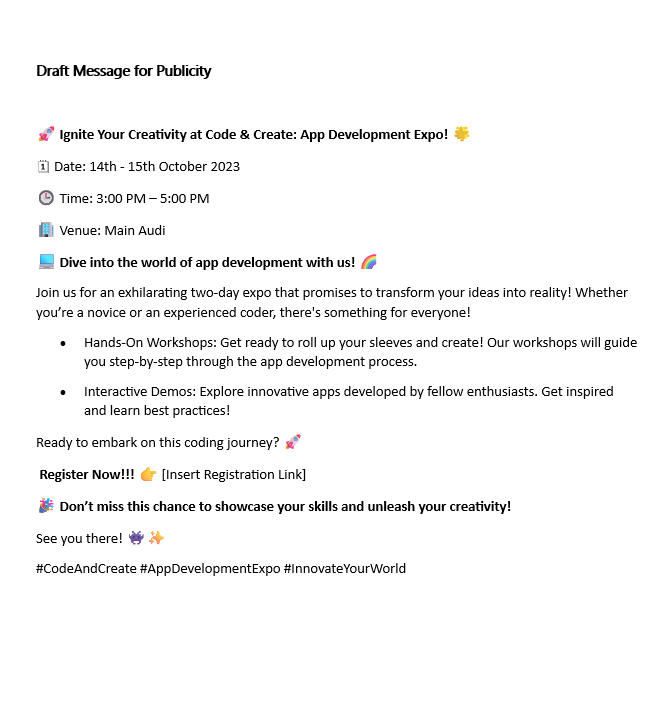 Draft Message for Publicity
🚀 Ignite Your Creativity at Code & Create: App Development Expo! 🌟
🗓️ Date: 14th - 15th October 2023
🕒 Time: 3:00 PM – 5:00 PM
🏢 Venue: Main Audi
💻 Dive into the world of app development with us! 🌈
Join us for an exhilarating two-day expo that promises to transform your ideas into reality! Whether
you’re a novice or an experienced coder, there's something for everyone!
• Hands-On Workshops: Get ready to roll up your sleeves and create! Our workshops will guide
you step-by-step through the app development process.
• Interactive Demos: Explore innovative apps developed by fellow enthusiasts. Get inspired
and learn best practices!
Ready to embark on this coding journey? 🚀
Register Now!!! 👉 [Insert Registration Link]
🎉 Don’t miss this chance to showcase your skills and unleash your creativity!
See you there! 👾 ✨
#CodeAndCreate #AppDevelopmentExpo #InnovateYourWorld